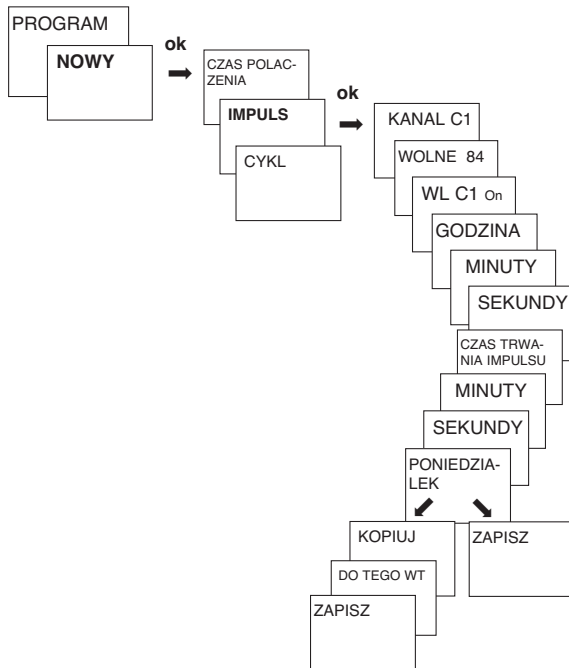 PROGRAM
NOWY
ok
CZAS POLAC-
ZENIA
IMPULS
CYKL
ok
KANAL C1
WOLNE 84
WL C1 On
GODZINA
MINUTY
SEKUNDY
CZAS TRWA-
NIA IMPULSU
MINUTY
SEKUNDY
PONIEDZIA-
LEK
KOPIUJ
DO TEGO WT
ZAPISZ
ZAPISZ